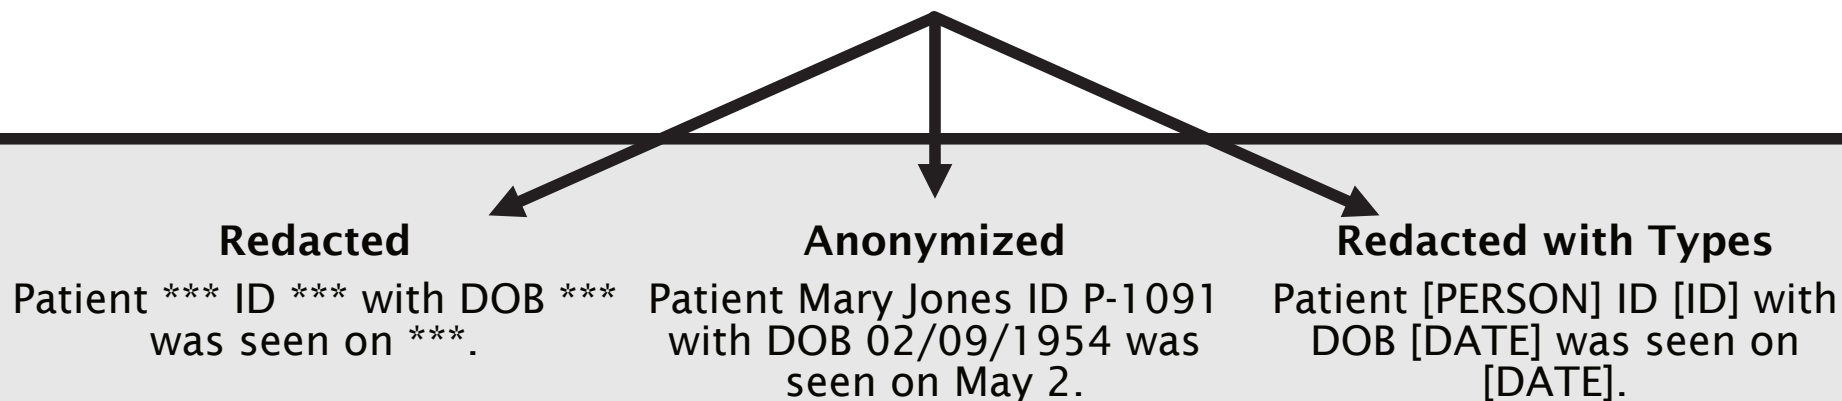 Redacted
Patient *** ID *** with DOB ***
was seen on ***.
Anonymized
Patient Mary Jones ID P-1091
with DOB 02/09/1954 was
seen on May 2.
Redacted with Types
Patient [PERSON] ID [ID] with
DOB [DATE] was seen on
[DATE].